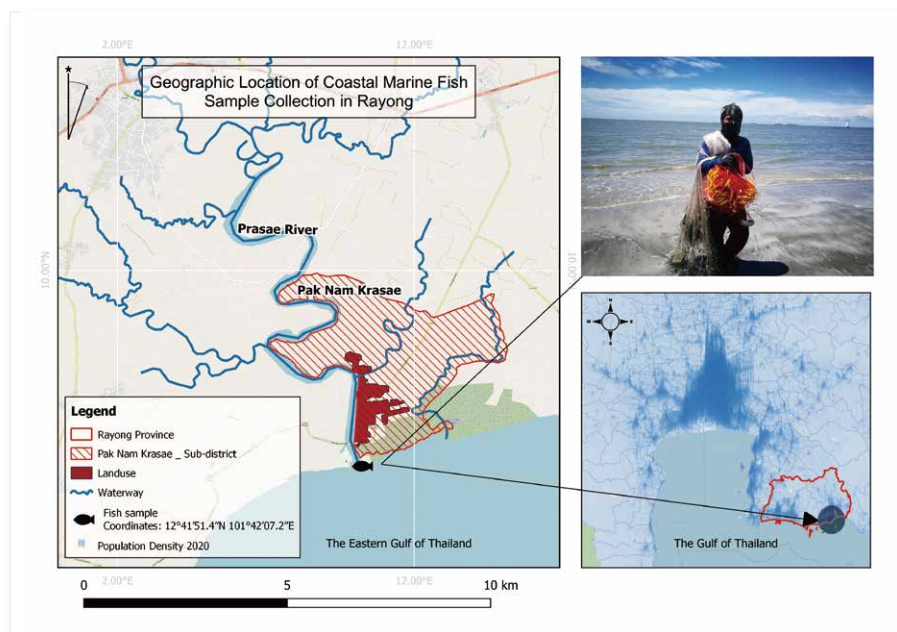 2.00°E
12.00°E
Geographic Location of Coastal Marine Fish
Sample Collection in Rayong
Prasae River
10.00°N
10.00°N
Pak Nam Krasae
Legend
Rayong Province
Pak Nam Krasae _ Sub-district
Landuse
Waterway
Fish sample
Coordinates: 12°41'51.4"N 101°42'07.2"E
Population Density 2020
The Eastern Gulf of Thailand
The Gulf of Thailand
2.00°E
12.00°E
0 5 10 km